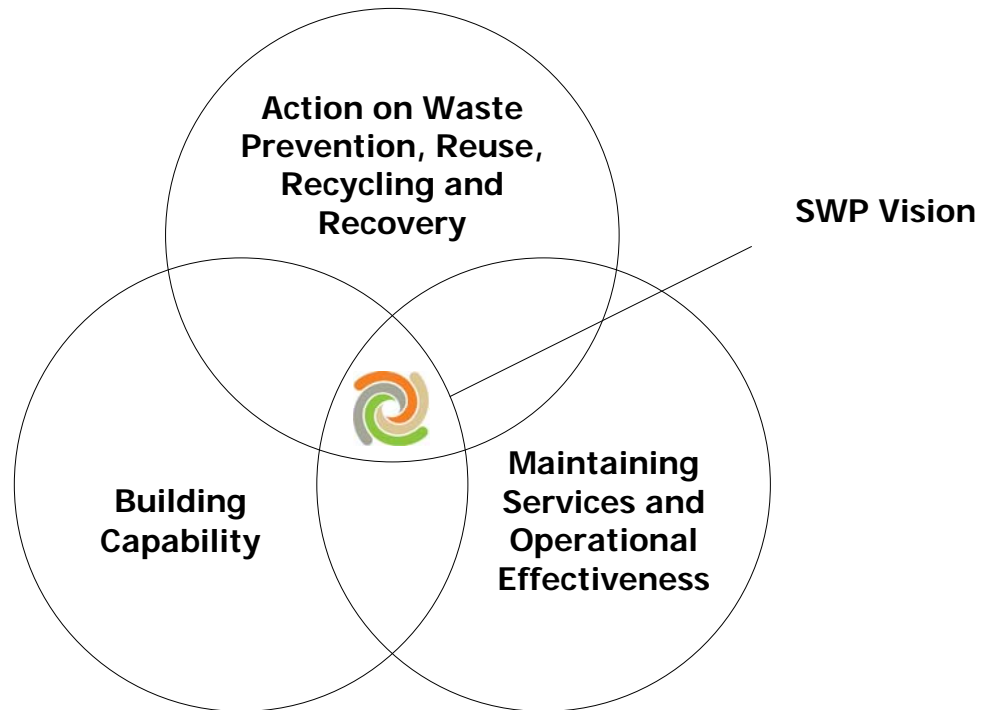 Action on Waste
Prevention, Reuse,
Recycling and
Recovery
SWP Vision
Building
Capability
Maintaining
Services and
Operational
Effectiveness